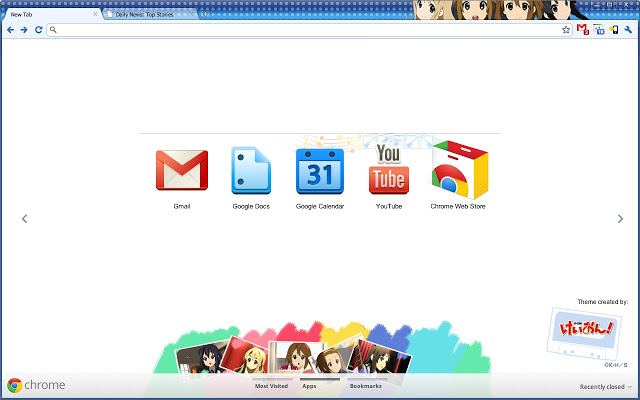 New Tab
Daily News: Top Stories
Gmail
31
Google Docs
Google Calendar
You
Tube
YouTube
Chrome Web Store
Theme created by:
けいおん!
©K・H/S
chrome
Most Visited
Apps
Bookmarks
Recently closed